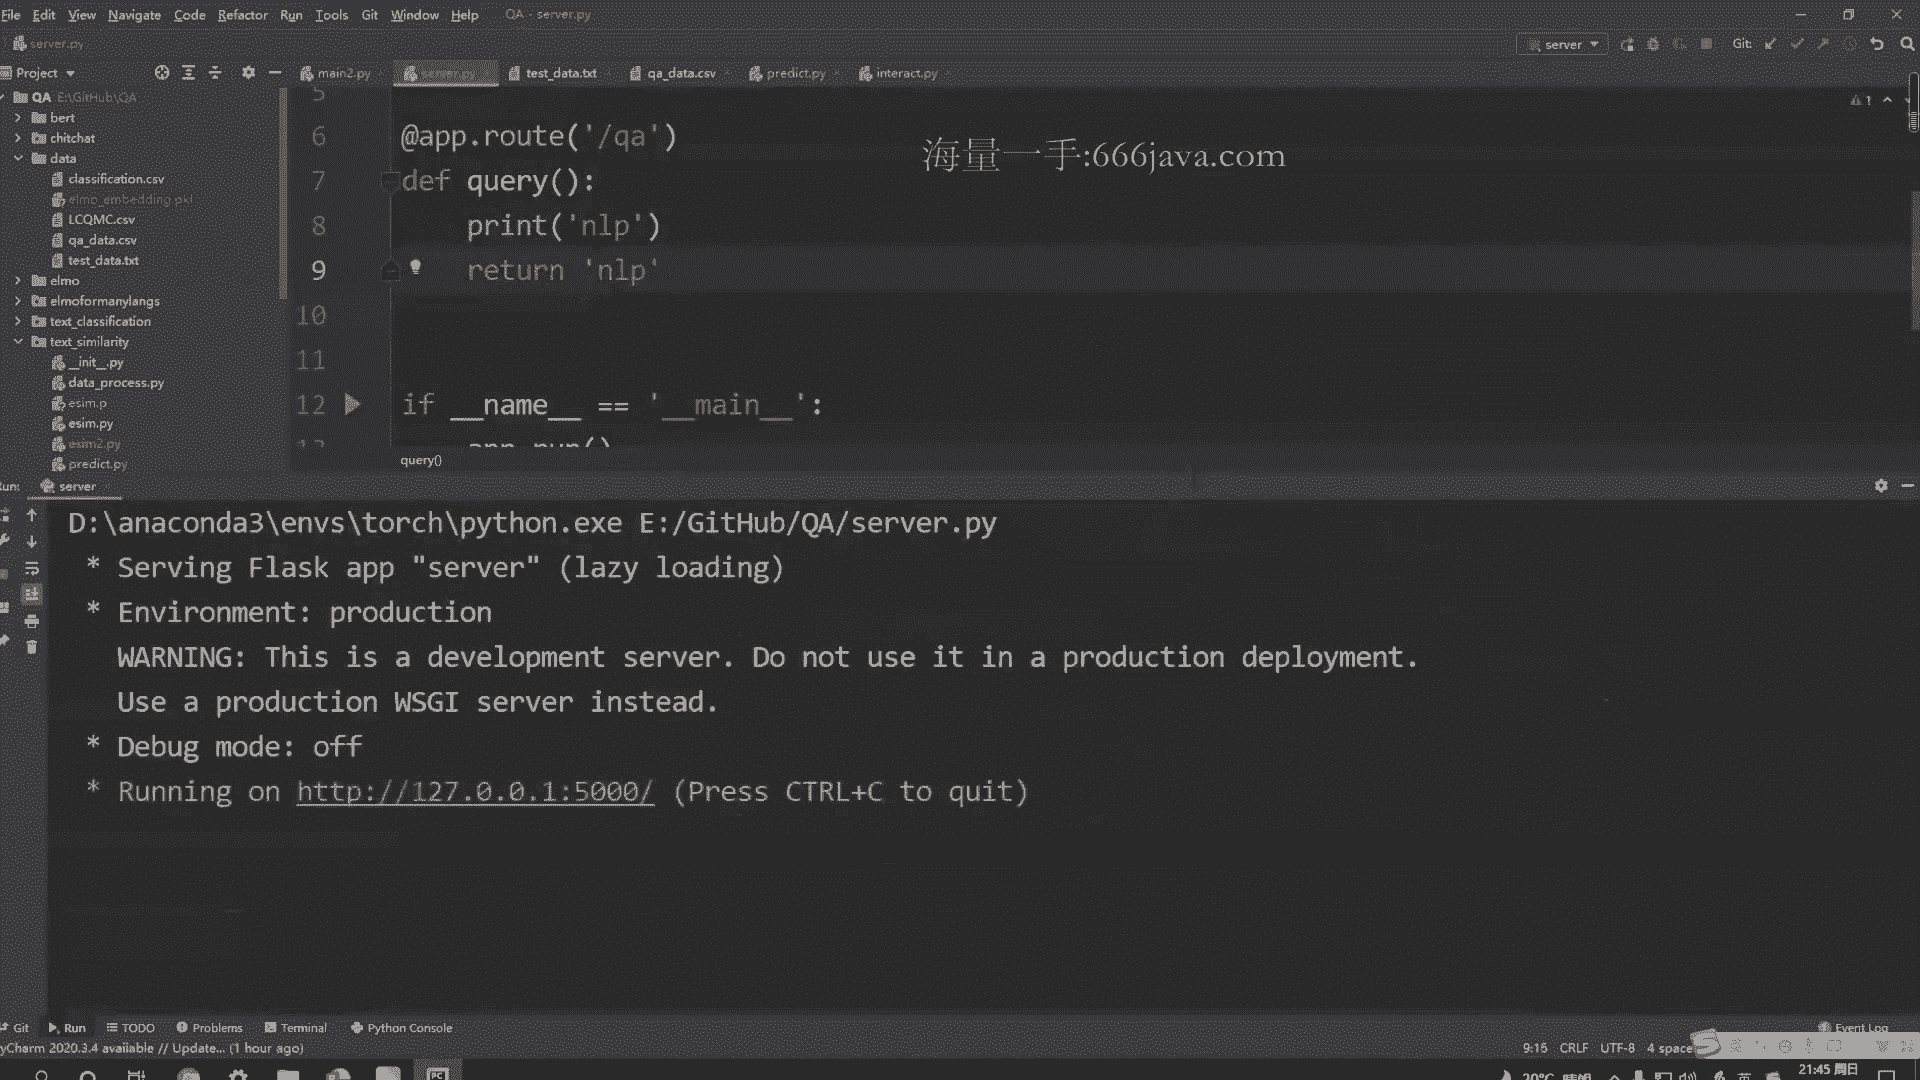 File Edit View Navigate Code Refactor Run Tools Git Window Help QA - server.py
server.py
server Git:
Project main2.py server.py test_data.txt qa_data.csv predict.py interact.py
QA E:\GitHub\QA
bert
chitchat
data
classification.csv
elmo_embedding.pkl
LCQMC.csv
qa_data.csv
test_data.txt
elmo
elmoformanylangs
text_classification
text_similarity
__init__.py
data_process.py
esim.p
esim.py
esim2.py
predict.py
1
5
6 @app.route('/qa')
7 def query():
8 print('nlp')
9 return 'nlp'
10
11
12 if __name__ == '__main__':
app.run()
query()
海量一手:666java.com
server
D:\anaconda3\envs\torch\python.exe E:/GitHub/QA/server.py
* Serving Flask app "server" (lazy loading)
* Environment: production
WARNING: This is a development server. Do not use it in a production deployment.
Use a production WSGI server instead.
* Debug mode: off
* Running on http://127.0.0.1:5000/ (Press CTRL+C to quit)
Git Run TODO Problems Terminal Python Console Event Log
yCharm 2020.3.4 available // Update... (1 hour ago)
9:15 CRLF UTF-8 4 space
20°C 21:45 周日